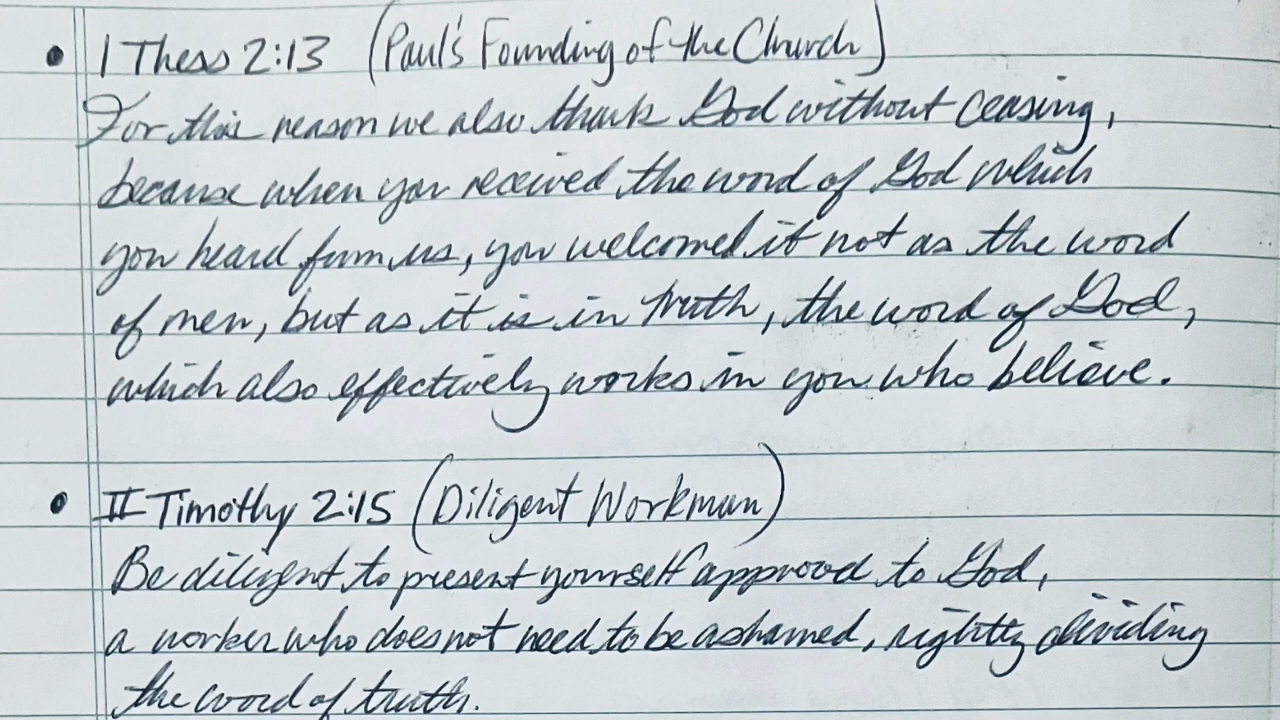 • 1 Thess 2:13 (Paul's Founding of the Church)
For this reason we also thank God without ceasing,
because when you received the word of God which
you heard from us, you welcomed it not as the word
of men, but as it is in truth, the word of God,
which also effectively works in you who believe.
• II Timothy 2:15 (Diligent Workman)
Be diligent to present yourself approved to God,
a worker who does not need to be ashamed, rightly dividing
the word of truth.